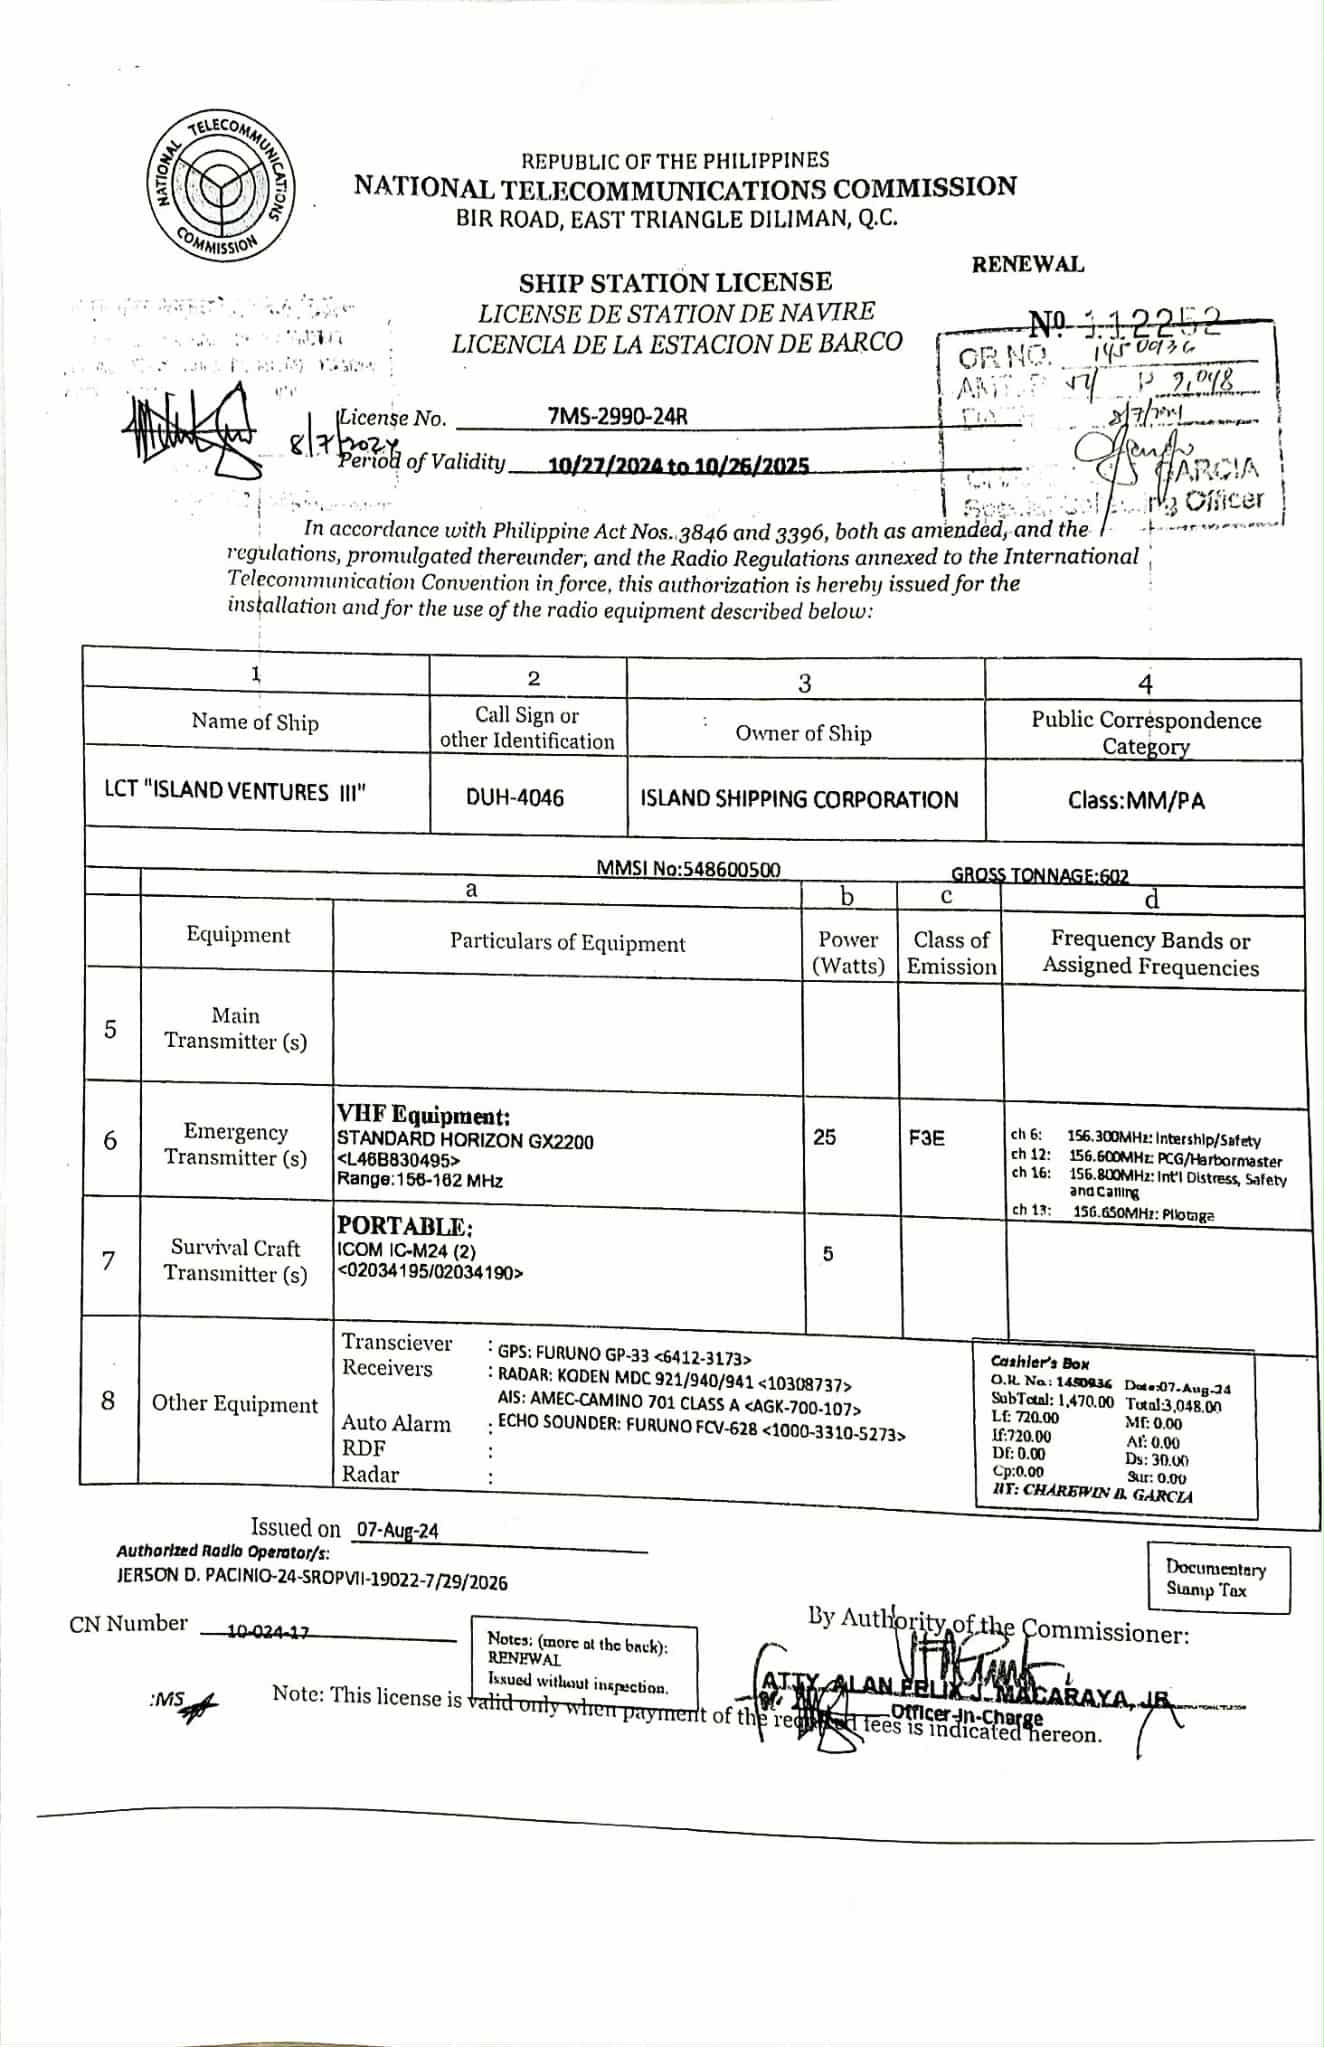 NATIONAL TELECOMMUNICATIONS COMMISSION
REPUBLIC OF THE PHILIPPINES
NATIONAL TELECOMMUNICATIONS COMMISSION
BIR ROAD, EAST TRIANGLE DILIMAN, Q.C.
RENEWAL
SHIP STATION LICENSE
LICENSE DE STATION DE NAVIRE
LICENCIA DE LA ESTACION DE BARCO
Nº 112252
OR NO. 1450936
8/7/2024
License No. 7MS-2990-24R
Period of Validity 10/27/2024 to 10/26/2025
GARCIA
Officer
In accordance with Philippine Act Nos. 3846 and 3396, both as amended, and the
regulations, promulgated thereunder, and the Radio Regulations annexed to the International
Telecommunication Convention in force, this authorization is hereby issued for the
installation and for the use of the radio equipment described below:
1 2 3 4
Name of Ship Call Sign or other Identification Owner of Ship Public Correspondence Category
LCT "ISLAND VENTURES III" DUH-4046 ISLAND SHIPPING CORPORATION Class:MM/PA
MMSI No:548600500 GROSS TONNAGE:602
a b c d
Equipment Particulars of Equipment Power (Watts) Class of Emission Frequency Bands or Assigned Frequencies
5 Main Transmitter (s)
6 Emergency Transmitter (s)
VHF Equipment:
STANDARD HORIZON GX2200
<L46B830495>
Range:156-162 MHz
25 F3E
ch 6: 156.300MHz: Intership/Safety
ch 12: 156.600MHz: PCG/Harbormaster
ch 16: 156.800MHz: Int'l Distress, Safety
and Calling
ch 13: 156.650MHz: Pilotage
7 Survival Craft Transmitter (s)
PORTABLE:
ICOM IC-M24 (2)
<02034195/02034190>
5
8 Other Equipment
Transciever : GPS: FURUNO GP-33 <6412-3173>
Receivers : RADAR: KODEN MDC 921/940/941 <10308737>
AIS: AMEC-CAMINO 701 CLASS A <AGK-700-107>
Auto Alarm : ECHO SOUNDER: FURUNO FCV-628 <1000-3310-5273>
RDF :
Radar :
Cashier's Box
O.R. No.: 1450936 Date:07-Aug-24
SubTotal: 1,470.00 Total:3,048.00
Lf: 720.00 Mf: 0.00
If:720.00 Af: 0.00
Df: 0.00 Ds: 30.00
Cp:0.00 Sur: 0.00
BY: CHAREWIN B. GARCIA
Issued on 07-Aug-24
Authorized Radio Operator/s:
JERSON D. PACINIO-24-SROPVII-19022-7/29/2026
Documentary
Stamp Tax
CN Number 10-024-17
Notes: (more at the back):
RENEWAL
Issued without inspection.
By Authority of the Commissioner:
ATTY. ALAN FELIX J. MACARAYA, JR.
Officer-In-Charge
:MS
Note: This license is valid only when payment of the required fees is indicated hereon.